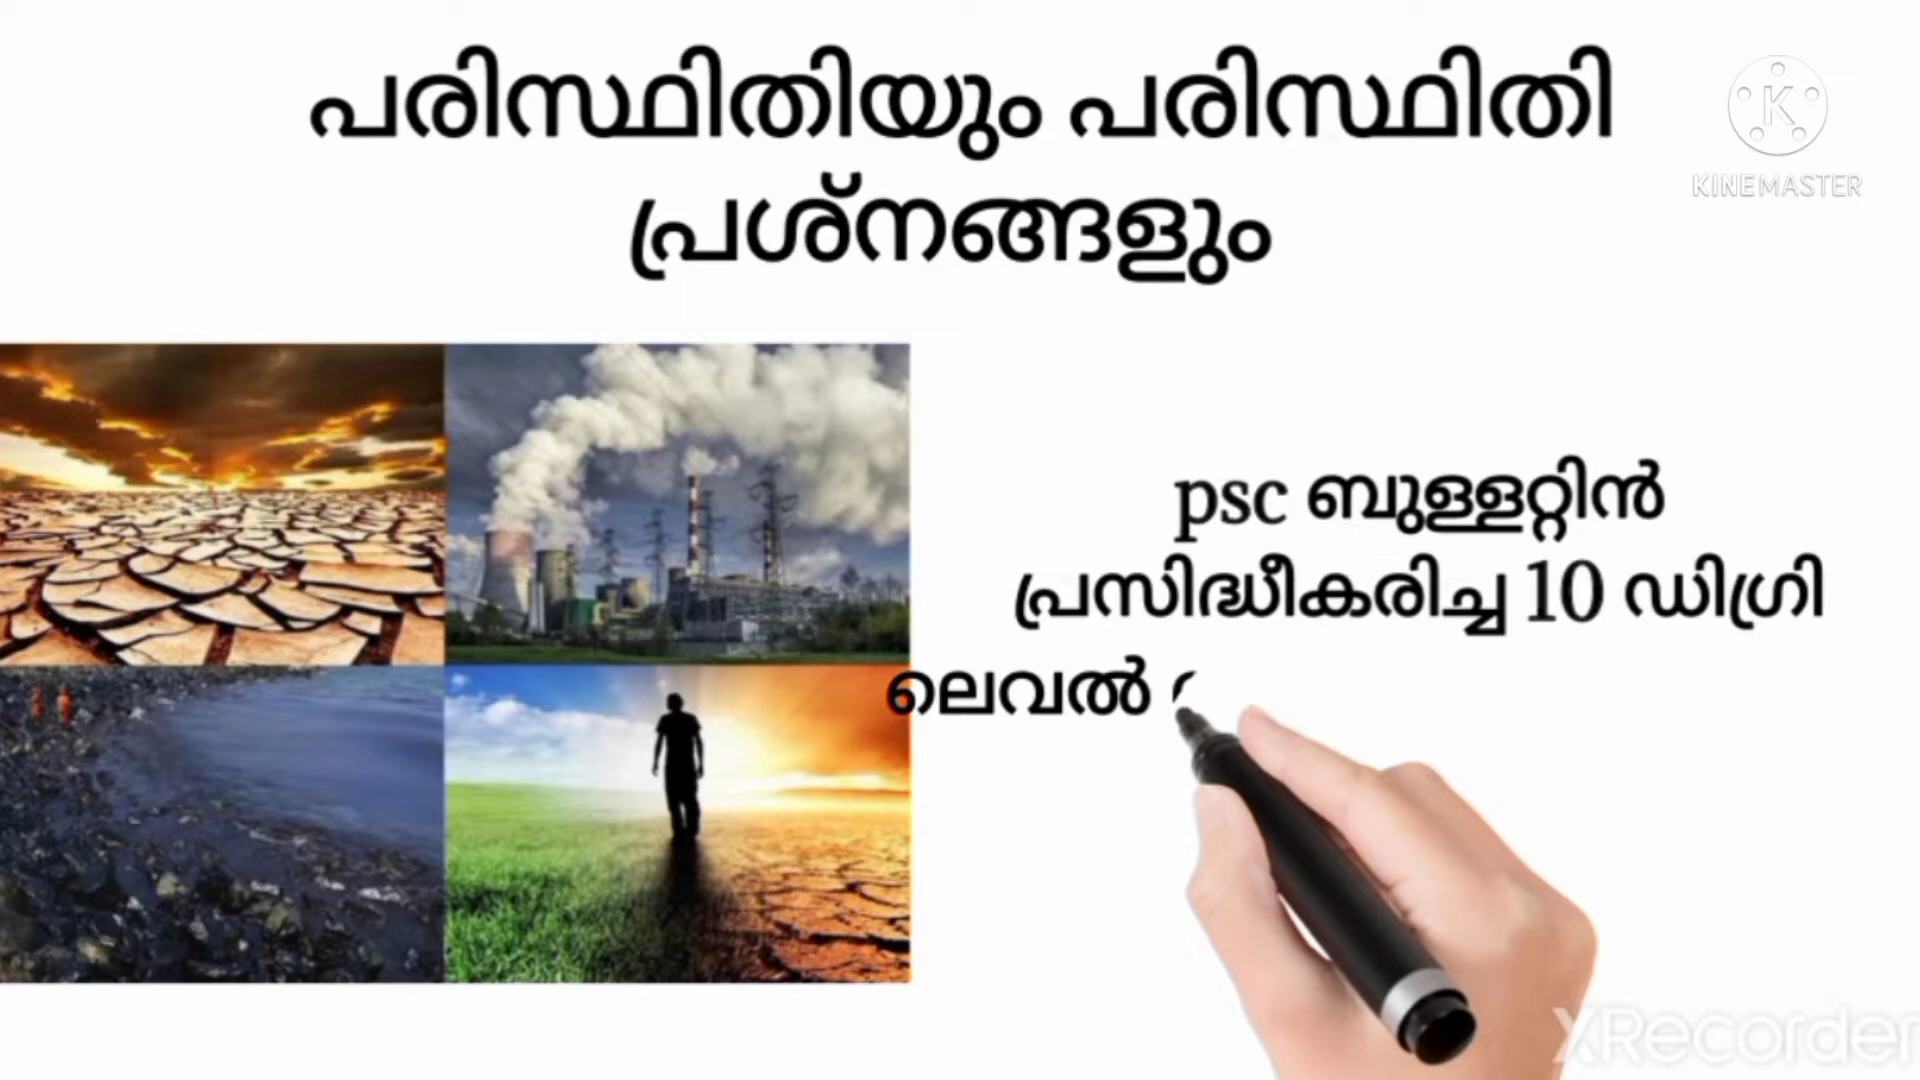 പരിസ്ഥിതിയും പരിസ്ഥിതി
പ്രശ്നങ്ങളും
KINEMASTER
psc ബുള്ളറ്റിൻ
പ്രസിദ്ധീകരിച്ച 10 ഡിഗ്രി
ലെവൽ
XRecorder